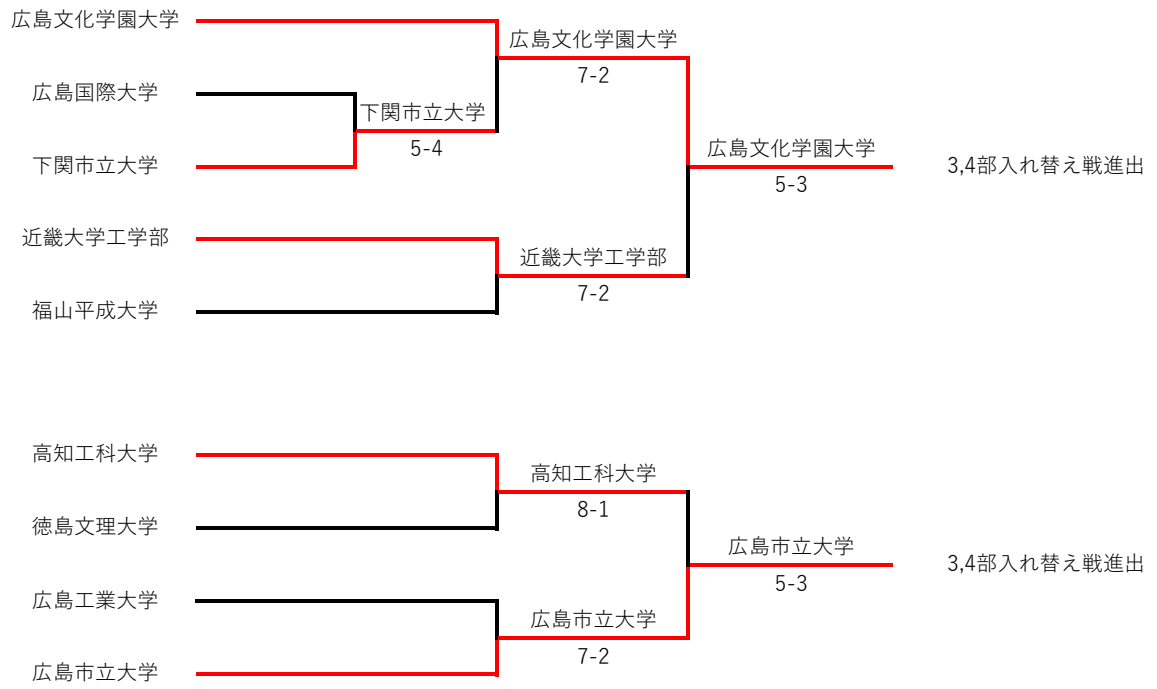 広島文化学園大学
広島文化学園大学
7-2
広島国際大学
下関市立大学
5-4
広島文化学園大学
5-3
下関市立大学
3,4部入れ替え戦進出
近畿大学工学部
近畿大学工学部
7-2
福山平成大学
高知工科大学
高知工科大学
8-1
徳島文理大学
広島市立大学
5-3
3,4部入れ替え戦進出
広島工業大学
広島市立大学
7-2
広島市立大学